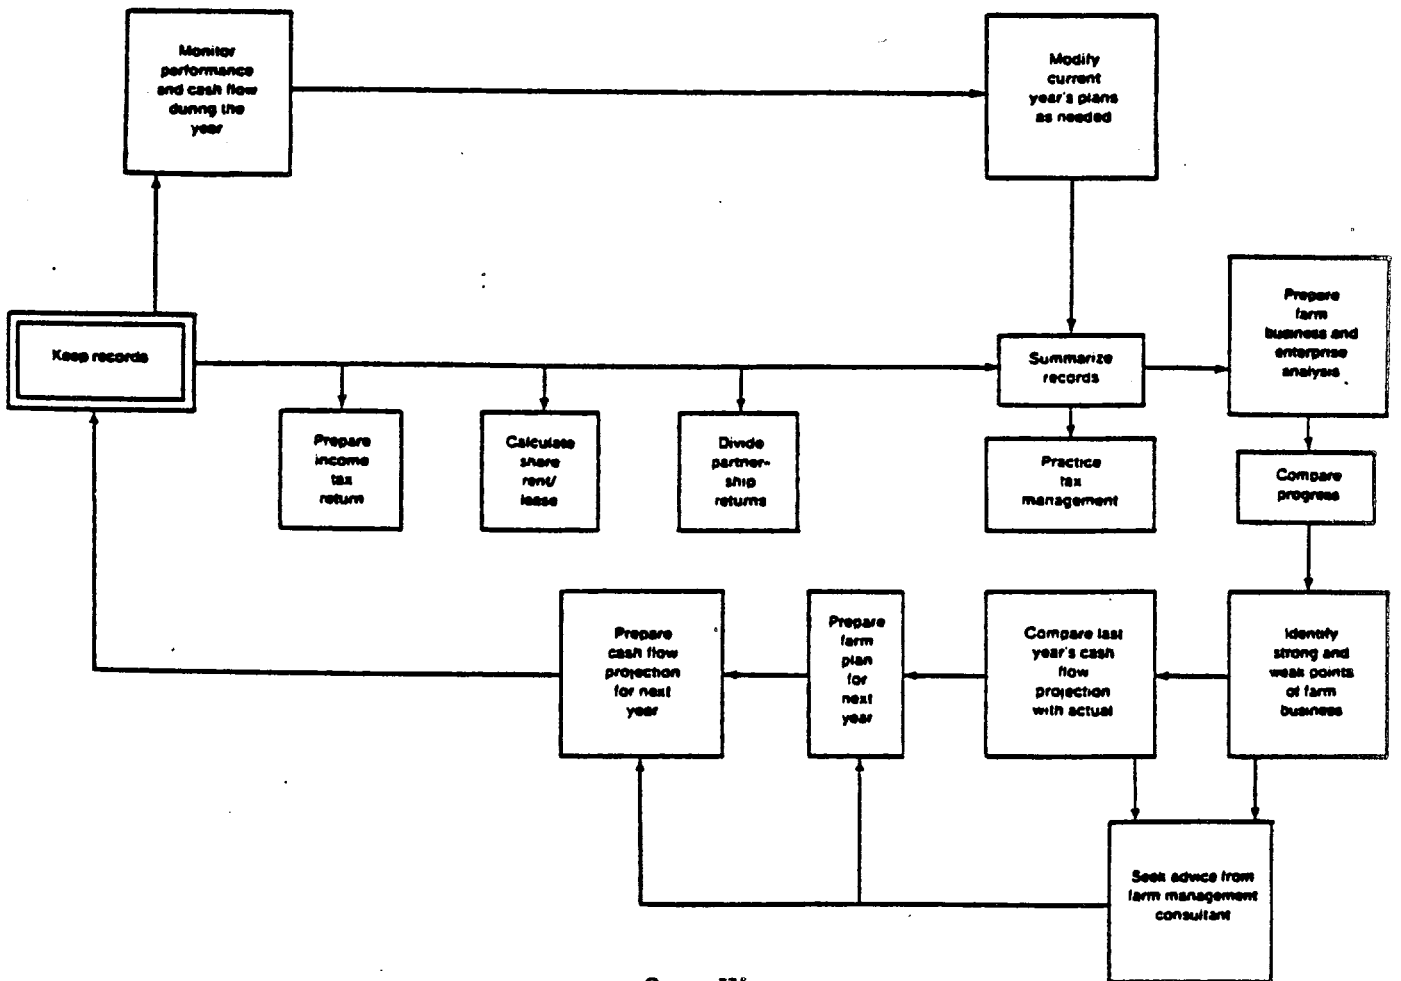 Monitor
performance
and cash flow
during the
year
Modify
current
year's plans
as needed
Keep records
Summarize
records
Prepare
farm
business and
enterprise
analysis
Prepare
income
tax
return
Calculate
share
rent/
lease
Divide
partner-
ship
returns
Practice
tax
management
Compare
progress
Prepare
cash flow
projection
for next
year
Prepare
farm
plan
for
next
year
Compare last
year's cash
flow
projection
with actual
Identify
strong and
weak points
of farm
business
Seek advice from
farm management
consultant